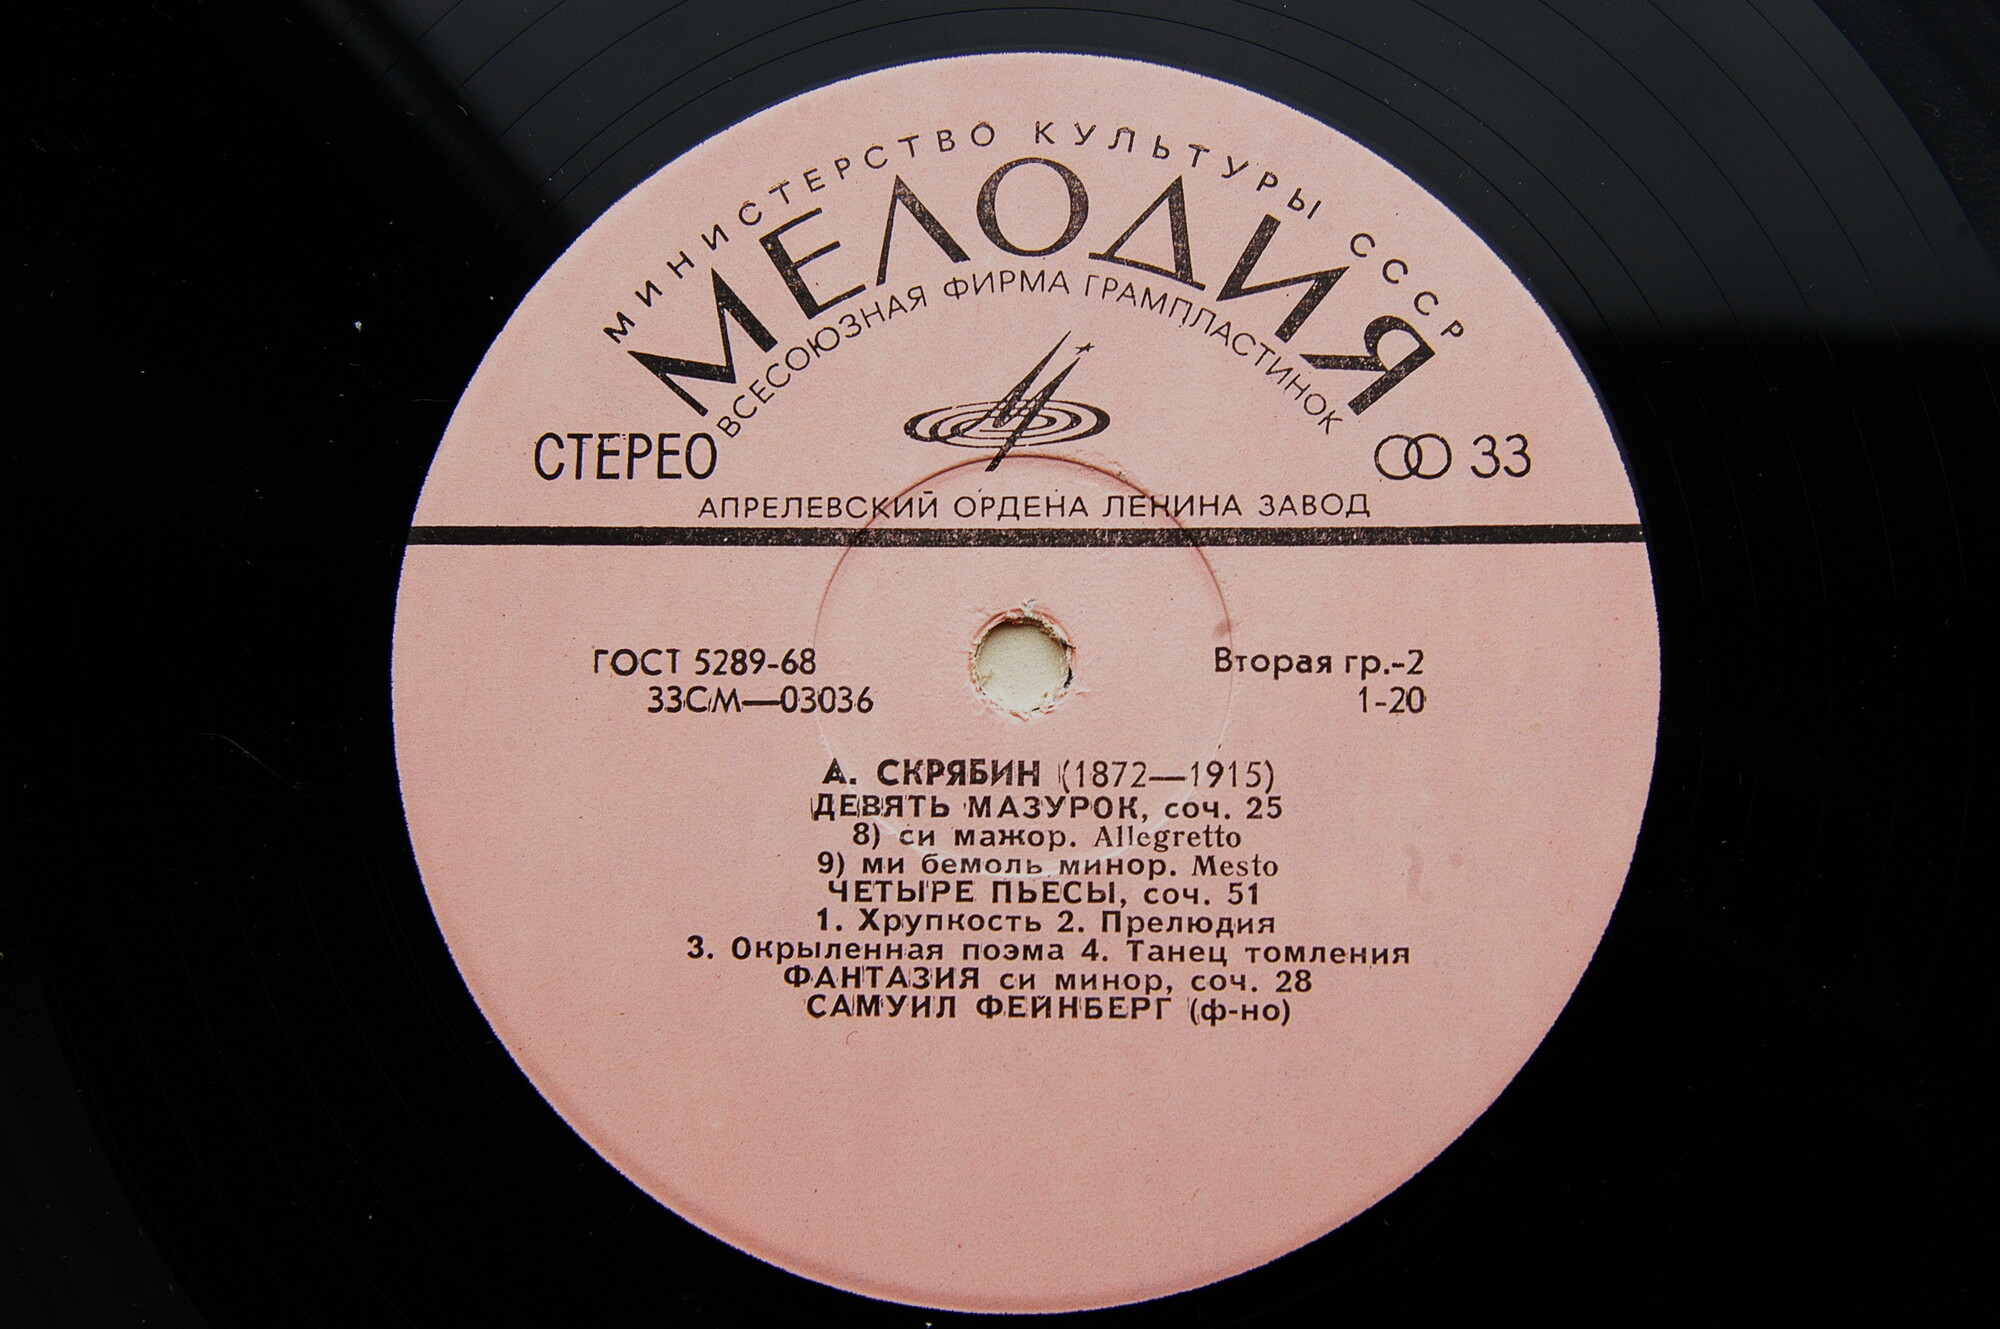 МИНИСТЕРСТВО КУЛЬТУРЫ СССР
МЕЛОДИЯ
ВСЕСОЮЗНАЯ ФИРМА ГРАМПЛАСТИНОК
СТЕРЕО 33
АПРЕЛЕВСКИЙ ОРДЕНА ЛЕНИНА ЗАВОД
ГОСТ 5289-68 Вторая гр.-2
33СМ—03036 1-20
А. СКРЯБИН (1872—1915)
ДЕВЯТЬ МАЗУРОК, соч. 25
8) си мажор. Allegretto
9) ми бемоль минор. Mesto
ЧЕТЫРЕ ПЬЕСЫ, соч. 51
1. Хрупкость 2. Прелюдия
3. Окрыленная поэма 4. Танец томления
ФАНТАЗИЯ си минор, соч. 28
САМУИЛ ФЕЙНБЕРГ (ф-но)